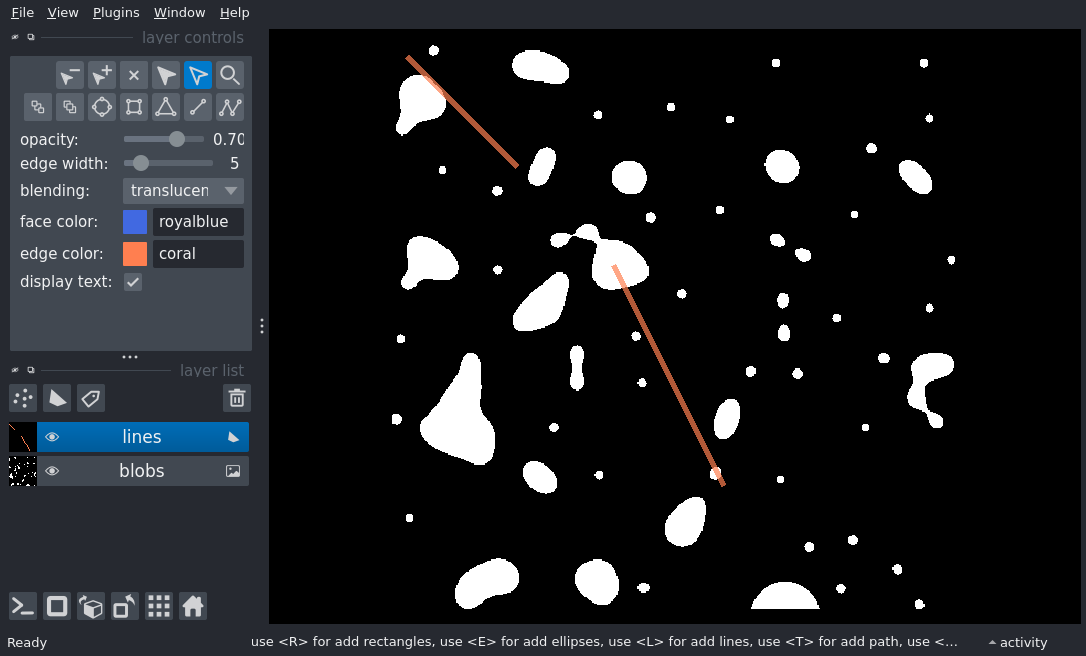 File View Plugins Window Help
layer controls
opacity: 0.70
edge width: 5
blending: translucen
face color: royalblue
edge color: coral
display text:
layer list
lines
blobs
Ready use <R> for add rectangles, use <E> for add ellipses, use <L> for add lines, use <T> for add path, use <... activity